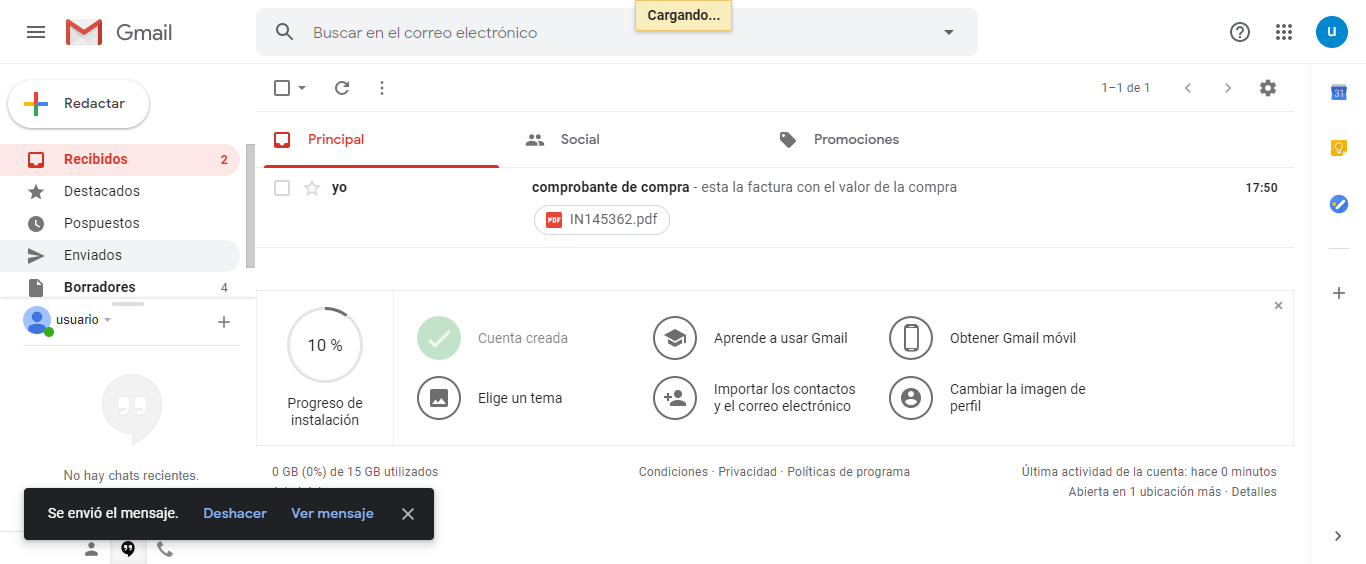 Cargando...
Gmail
Buscar en el correo electrónico
u
Redactar
1–1 de 1
31
Principal
Social
Promociones
Recibidos 2
Destacados
Pospuestos
Enviados
Borradores 4
yo comprobante de compra - esta la factura con el valor de la compra 17:50
PDF IN145362.pdf
usuario
No hay chats recientes.
10 %
Progreso de
instalación
Cuenta creada
Aprende a usar Gmail
Obtener Gmail móvil
Elige un tema
Importar los contactos
y el correo electrónico
Cambiar la imagen de
perfil
0 GB (0%) de 15 GB utilizados
Condiciones · Privacidad · Políticas de programa
Última actividad de la cuenta: hace 0 minutos
Abierta en 1 ubicación más · Detalles
Se envió el mensaje. Deshacer Ver mensaje